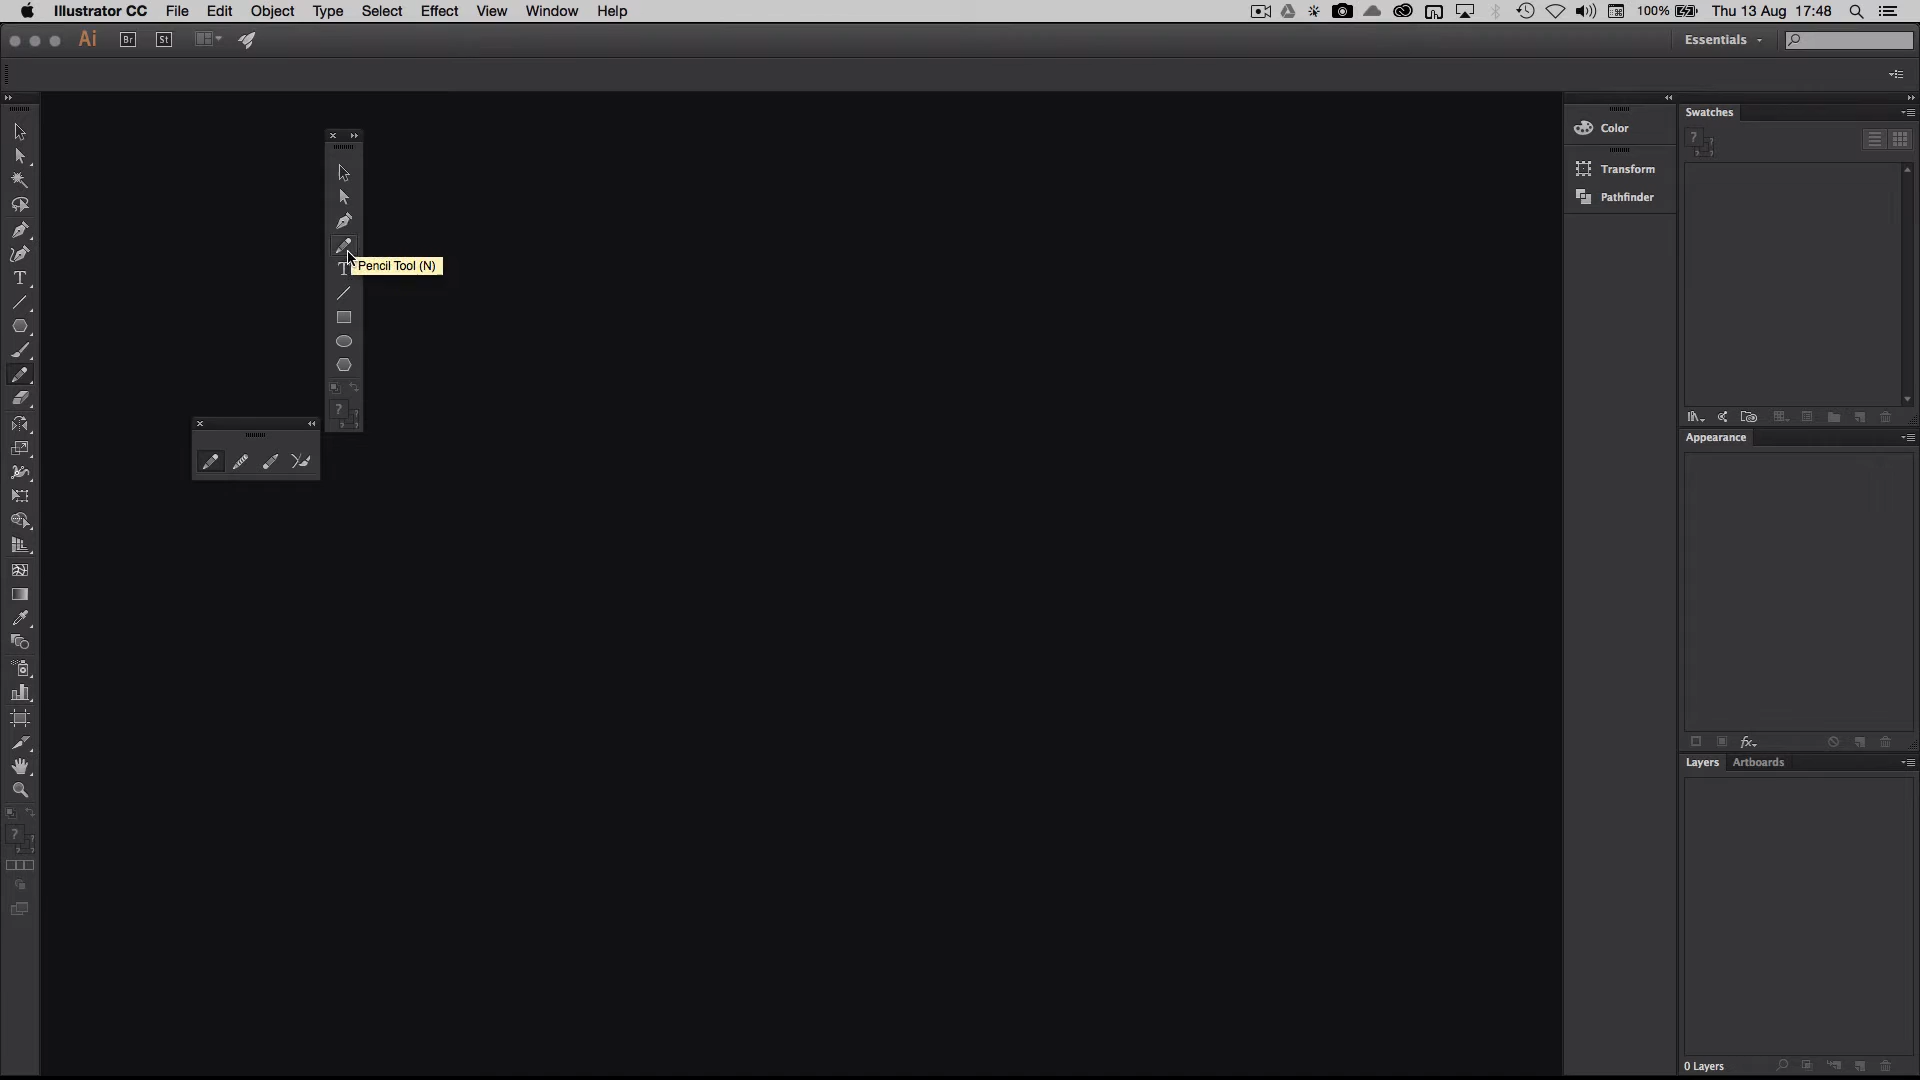 Illustrator CC File Edit Object Type Select Effect View Window Help 100% Thu 13 Aug 17:48
Ai Br St Essentials
Swatches
Color
Transform
Pathfinder
Pencil Tool (N)
T
T
?
?
?
Appearance
fx
Layers Artboards
0 Layers